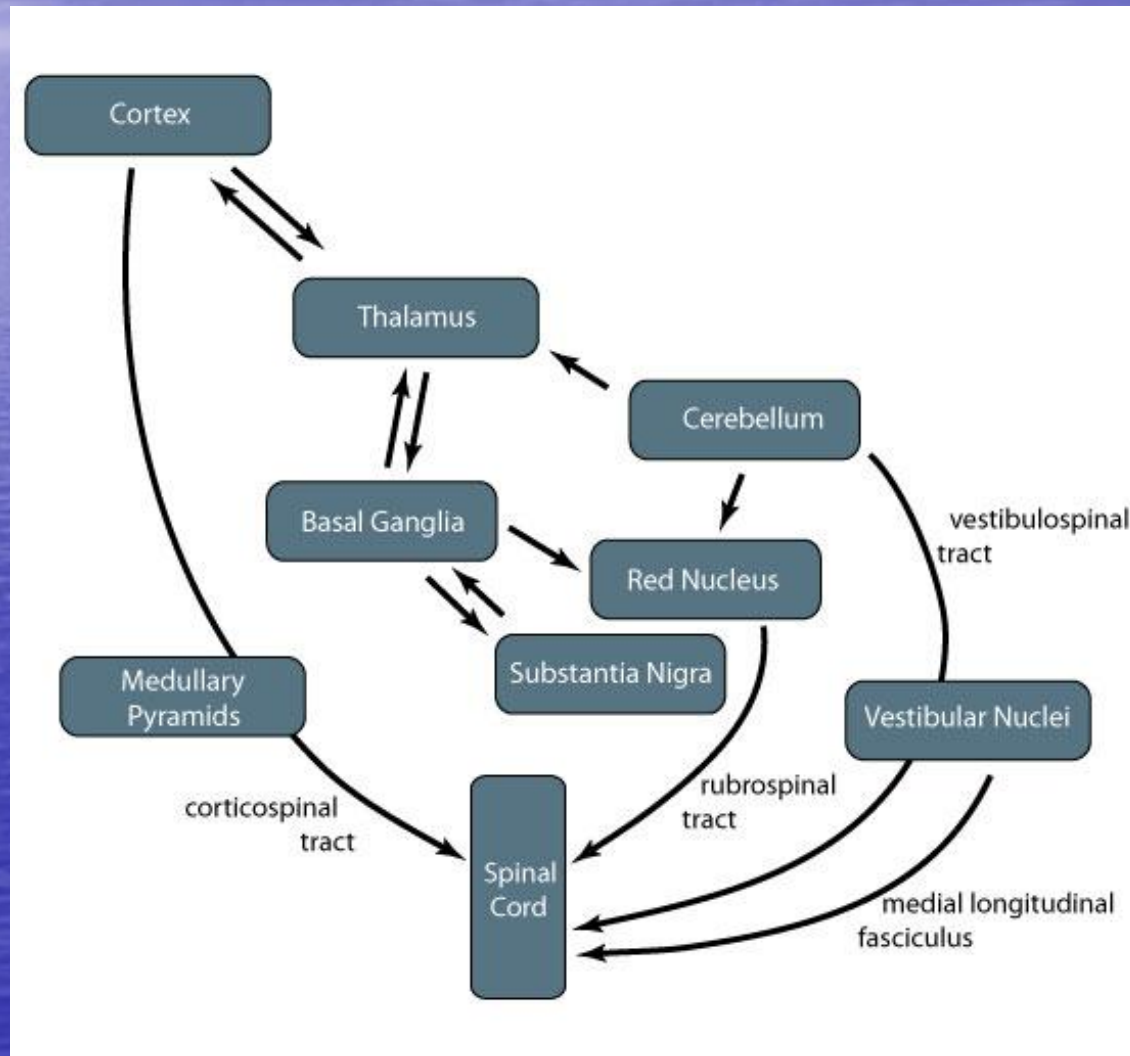 Cortex
Thalamus
Cerebellum
Basal Ganglia
vestibulospinal
tract
Red Nucleus
Substantia Nigra
Medullary
Pyramids
Vestibular Nuclei
corticospinal
tract
rubrospinal
tract
Spinal
Cord
medial longitudinal
fasciculus